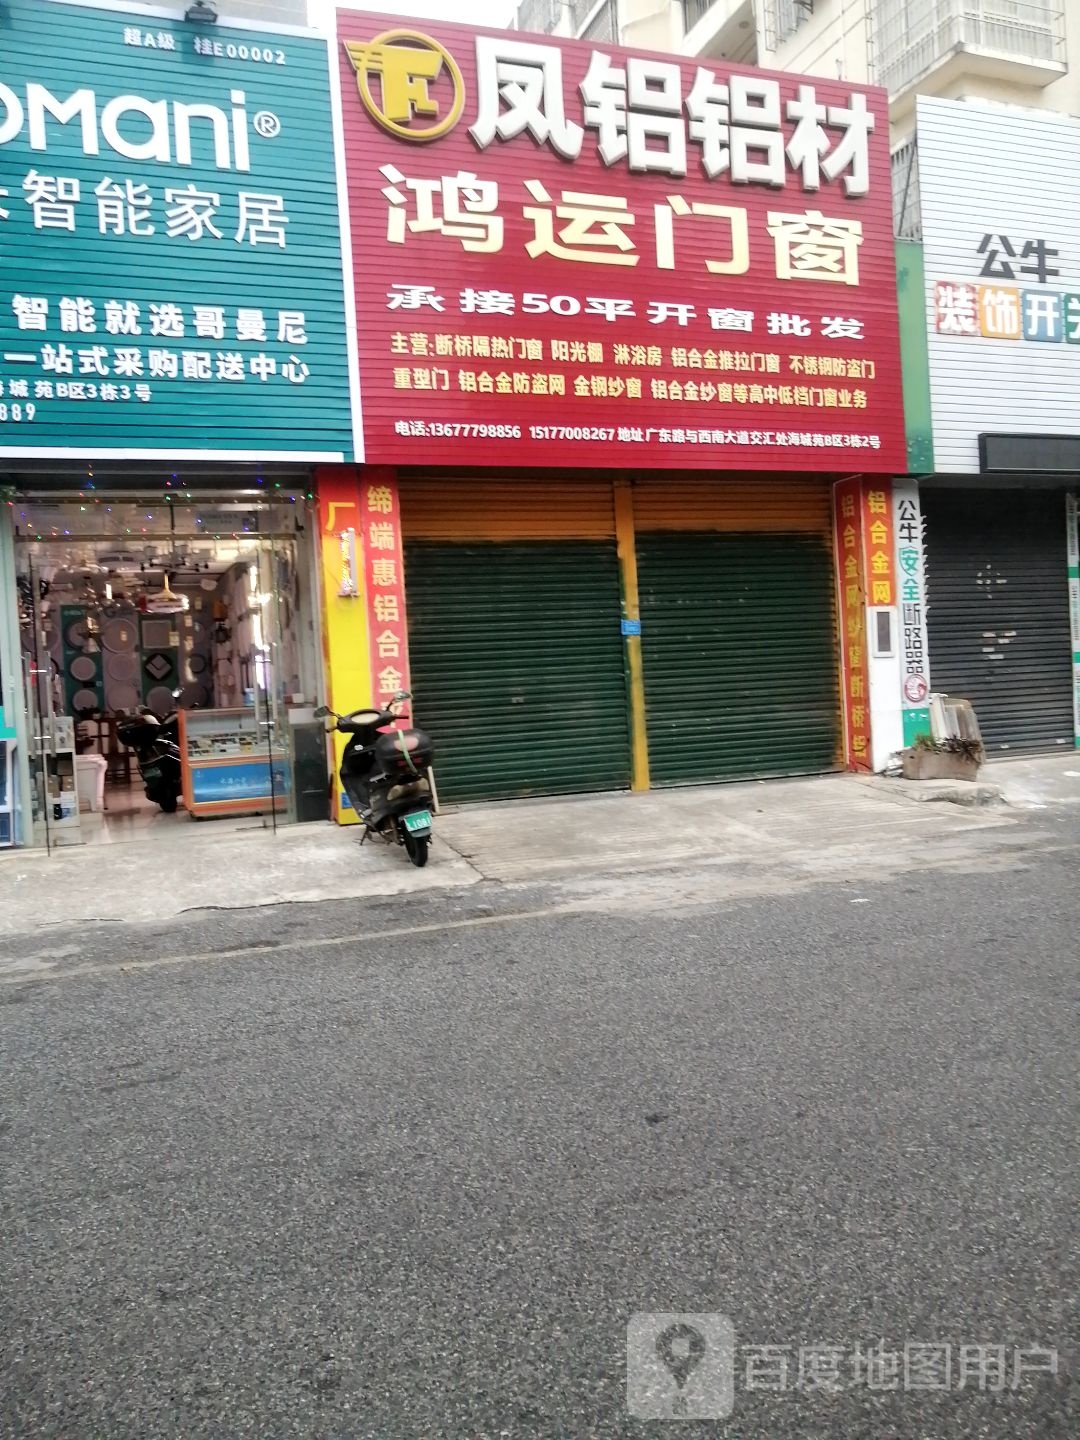 超A级 桂E00002
omani®
智能家居
智能就选哥曼尼
一站式采购配送中心
城苑B区3栋3号
889
凤铝铝材
鸿运门窗
承接50平开窗批发
主营:断桥隔热门窗 阳光棚 淋浴房 铝合金推拉门窗 不锈钢防盗门
重型门 铝合金防盗网 金钢纱窗 铝合金纱窗等高中低档门窗业务
电话:13677798856 15177008267 地址 广东路与西南大道交汇处海城苑B区3栋2号
公牛
装饰开关
厂
缔端惠铝合金
铝合金网纱窗断桥铝
铝合金网
公牛安全断路器
百度地图用户